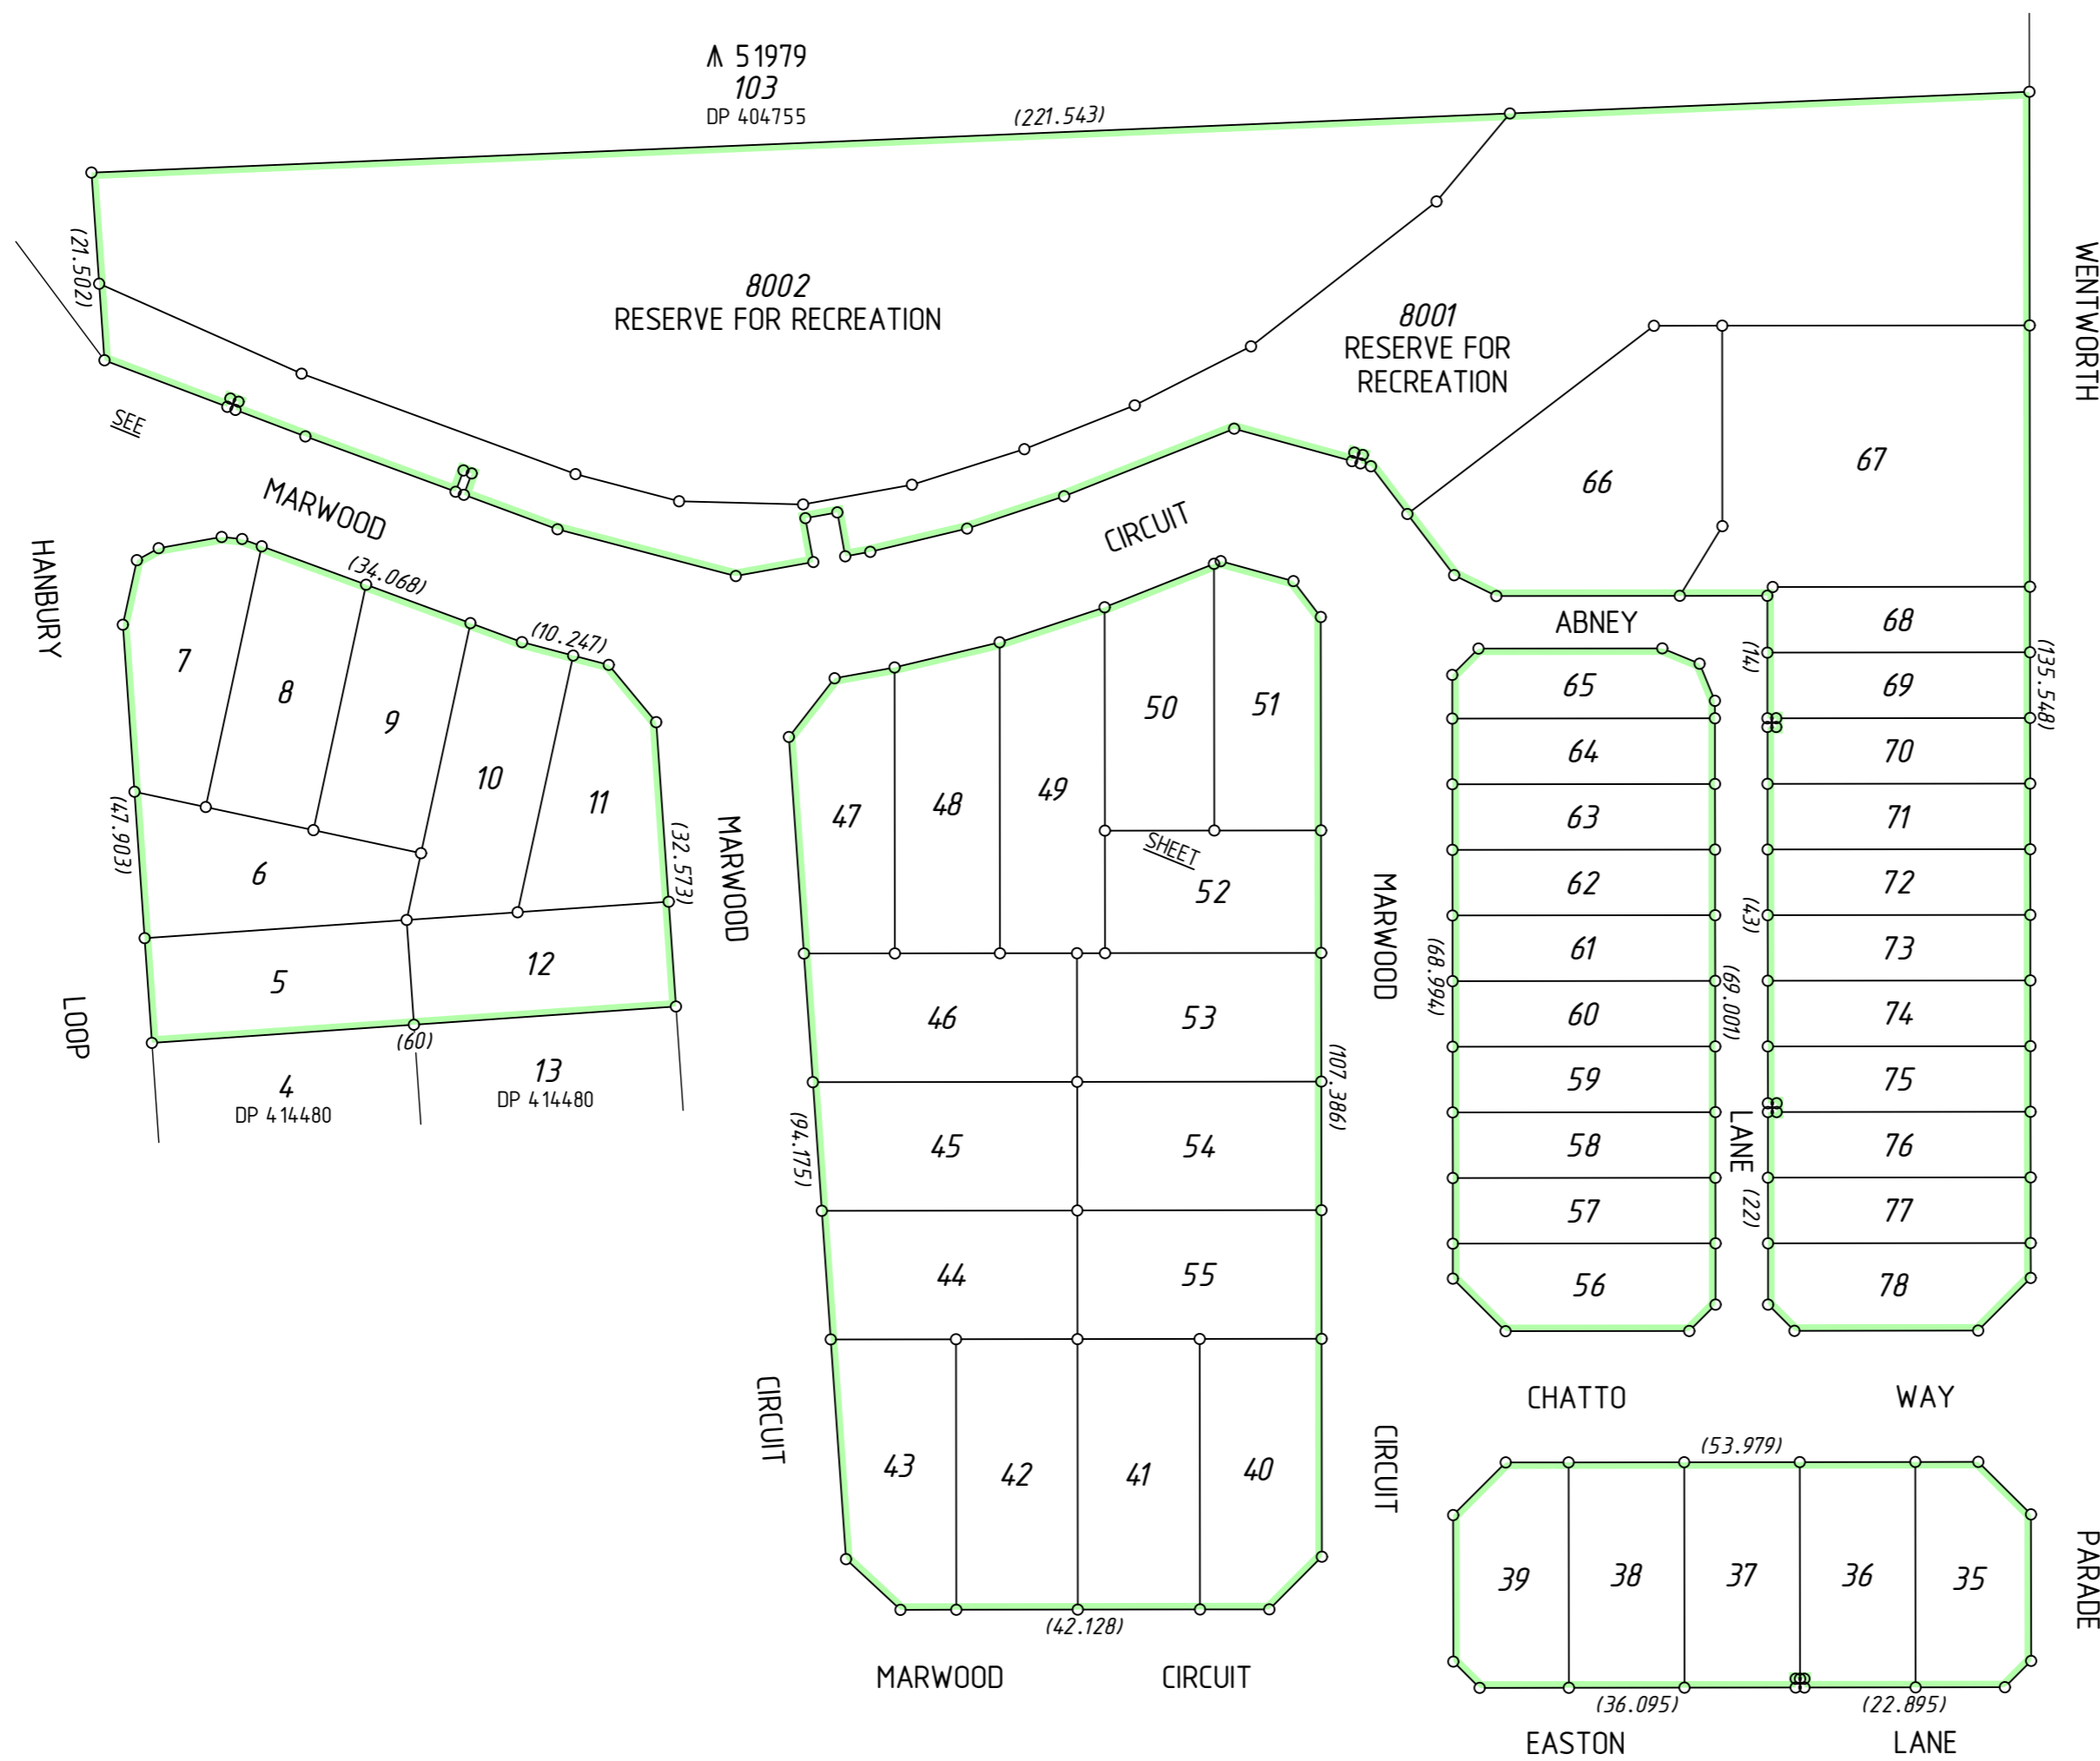 ⩚ 51979
103
DP 404755
(221.543)
(21.502)
8002
RESERVE FOR RECREATION
8001
RESERVE FOR
RECREATION
WENTWORTH
SEE
MARWOOD
CIRCUIT
66
67
HANBURY
(34.068)
(10.247)
ABNEY
68
(14)
(135.548)
7
8
9
10
11
50
51
65
69
47
48
49
64
70
63
71
(47.903)
(32.573)
MARWOOD
SHEET
52
MARWOOD
62
72
6
(43)
5
12
(68.994)
61
(69.001)
73
LOOP
46
53
60
74
(60)
4
DP 414480
13
DP 414480
(107.386)
59
75
(94.175)
45
54
58
LANE
76
57
(22)
77
44
55
56
78
CIRCUIT
CHATTO
WAY
CIRCUIT
(53.979)
43
42
41
40
39
38
37
36
35
PARADE
(42.128)
MARWOOD
CIRCUIT
(36.095)
(22.895)
EASTON
LANE